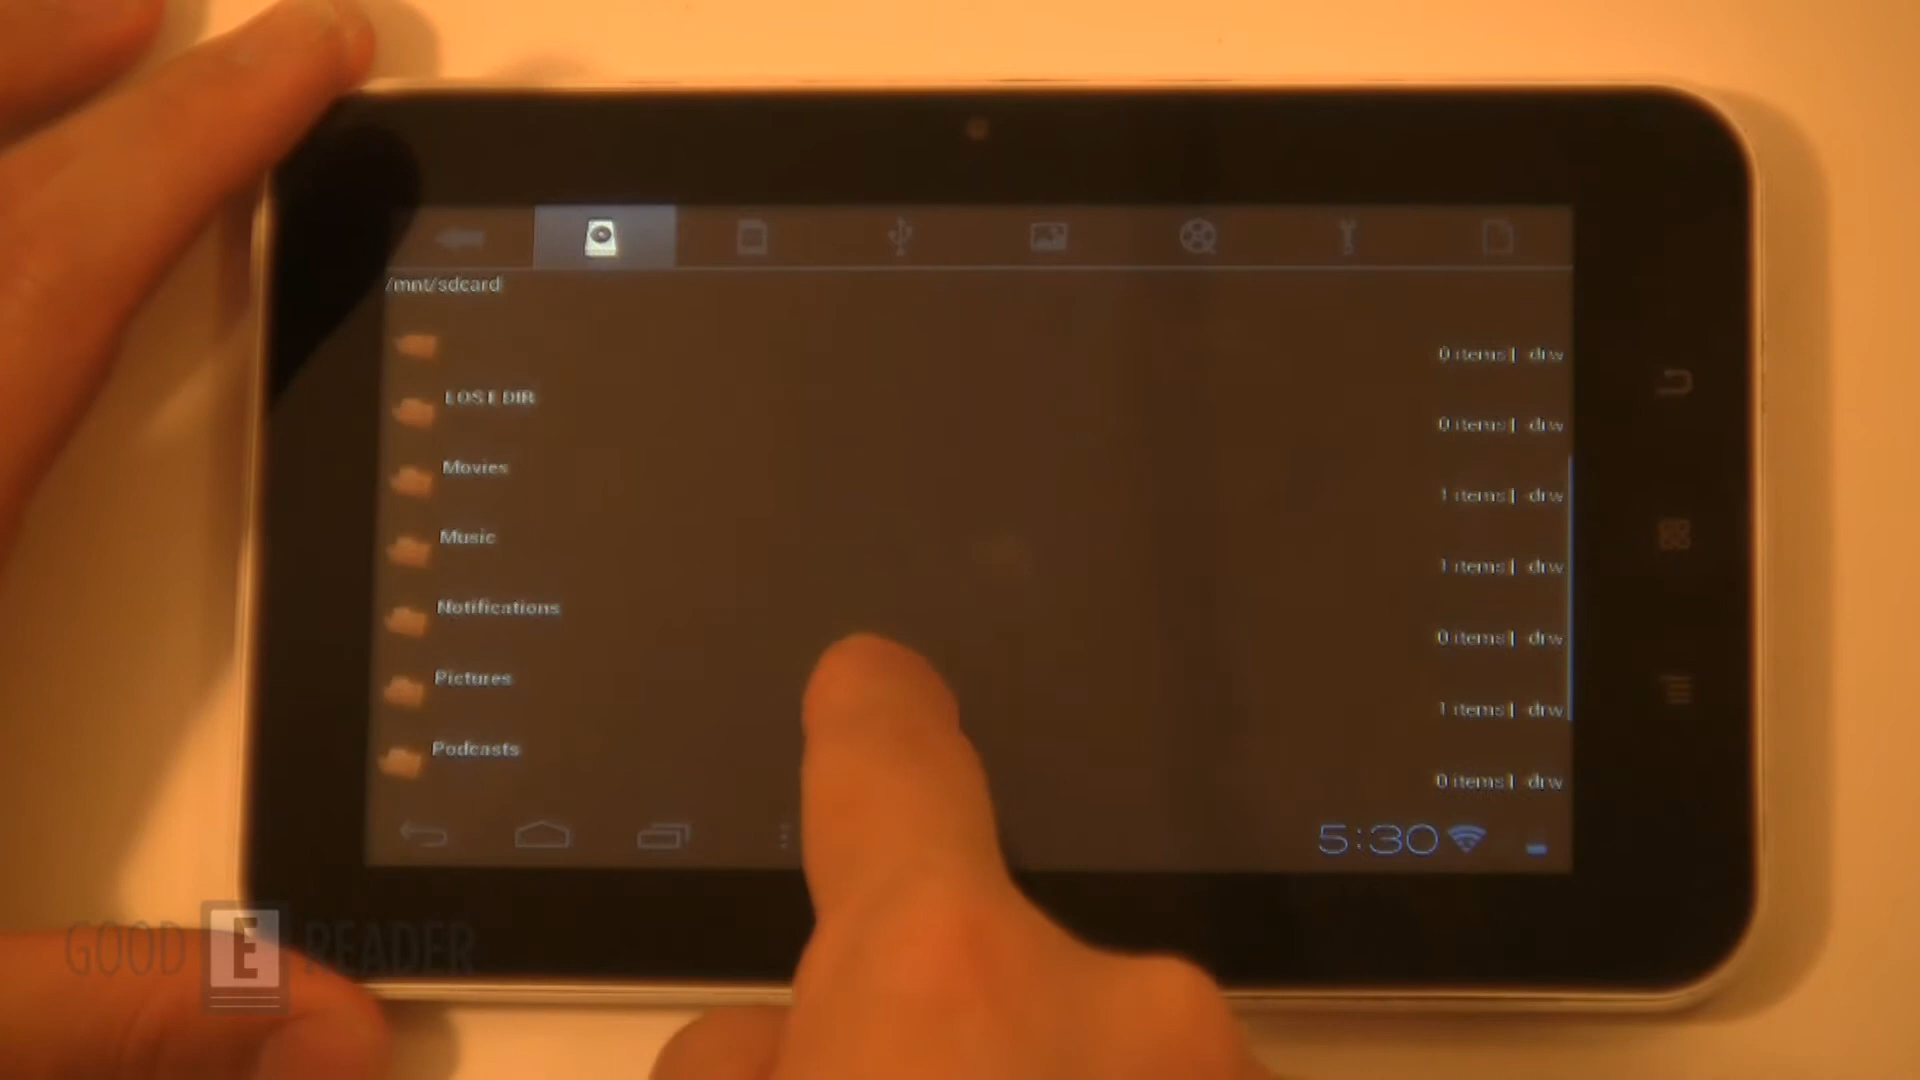 /mnt/sdcard
0 items| drw
LOST.DIR
0 items| drw
Movies
1 items| drw
Music
1 items| drw
Notifications
0 items| drw
Pictures
1 items| drw
Podcasts
0 items| drw
5:30
GOOD E READER